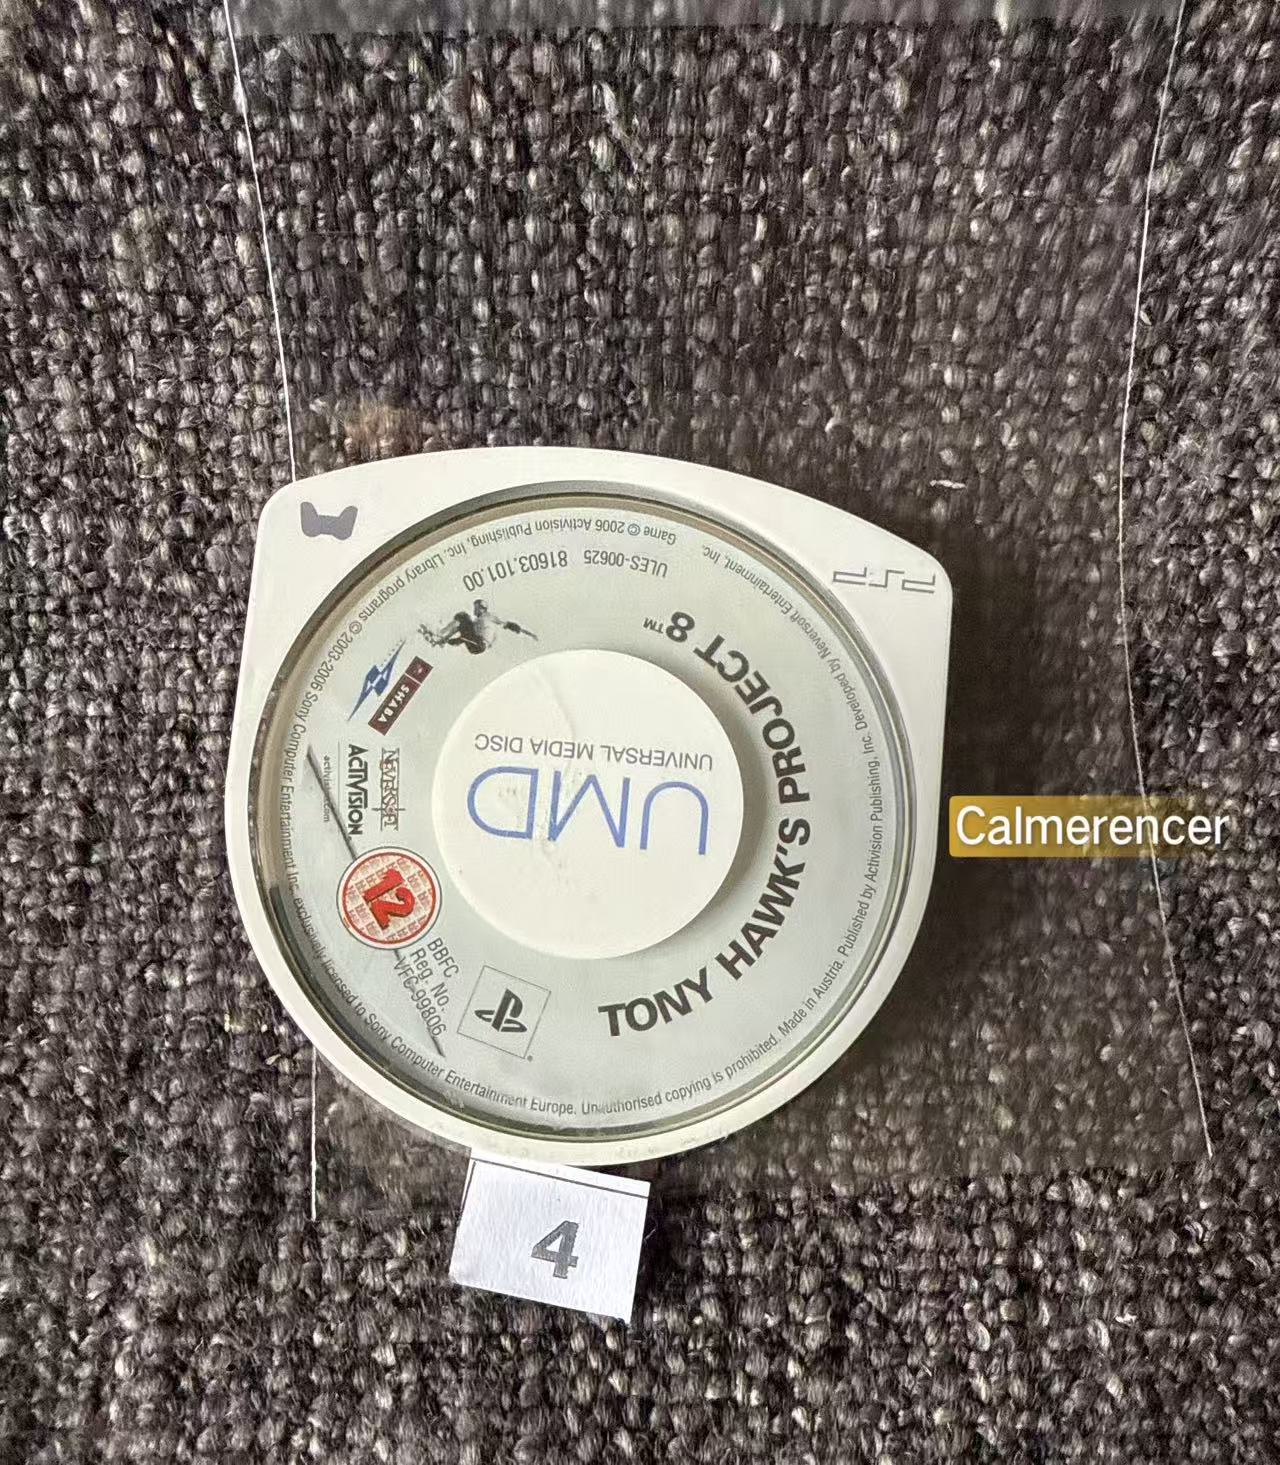 PSP
Game © 2006 Activision Publishing, Inc. Library programs © 2003-2006 Sony Computer Entertainment Inc. exclusively licensed to Sony Computer Entertainment Europe. Unauthorised copying is prohibited. Made in Austria. Published by Activision Publishing, Inc. Developed by Neversoft Entertainment, Inc.
ULES-00625 81603.101.00
TONY HAWK'S PROJECT 8™
UNIVERSAL MEDIA DISC
UMD
SHABA
NEVERSOFT
ACTIVISION
activision.com
12
BBFC
Reg. No.
VFC-99806
Calmerencer
4